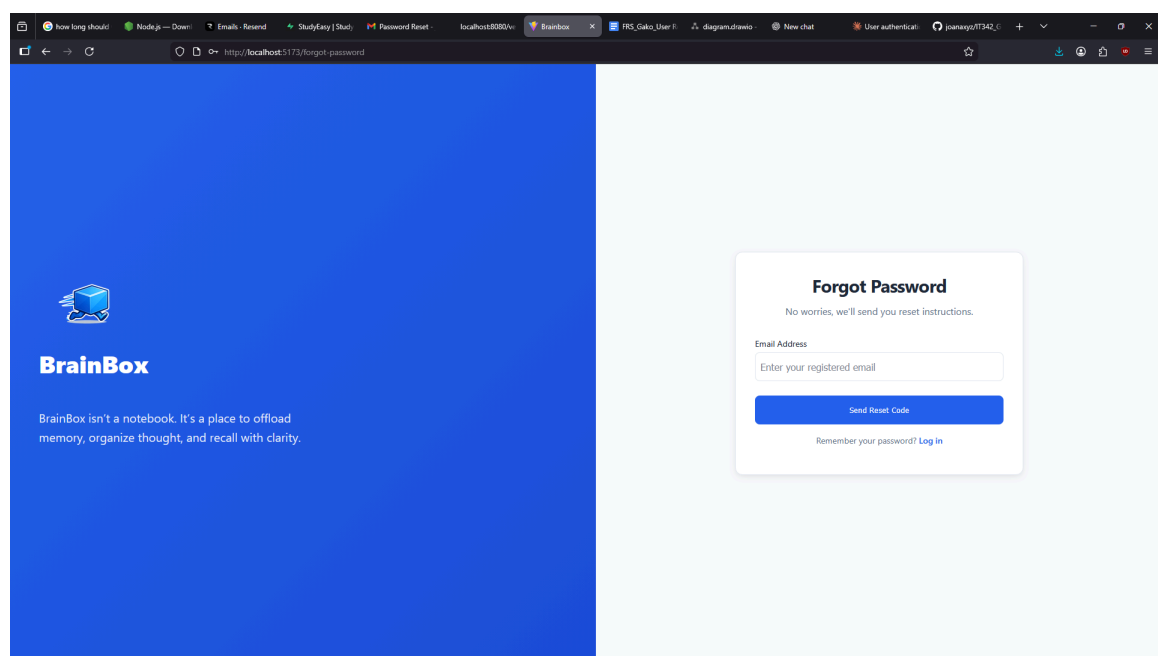 how long should
Node.js — Down
Emails · Resend
StudyEasy | Study
Password Reset -
localhost:8080/ve
Brainbox
FRS_Gako_User R
diagram.drawio -
New chat
User authenticati
joanaxyz/IT342_G
http://localhost:5173/forgot-password
BrainBox
BrainBox isn't a notebook. It's a place to offload
memory, organize thought, and recall with clarity.
Forgot Password
No worries, we'll send you reset instructions.
Email Address
Enter your registered email
Send Reset Code
Remember your password? Log in